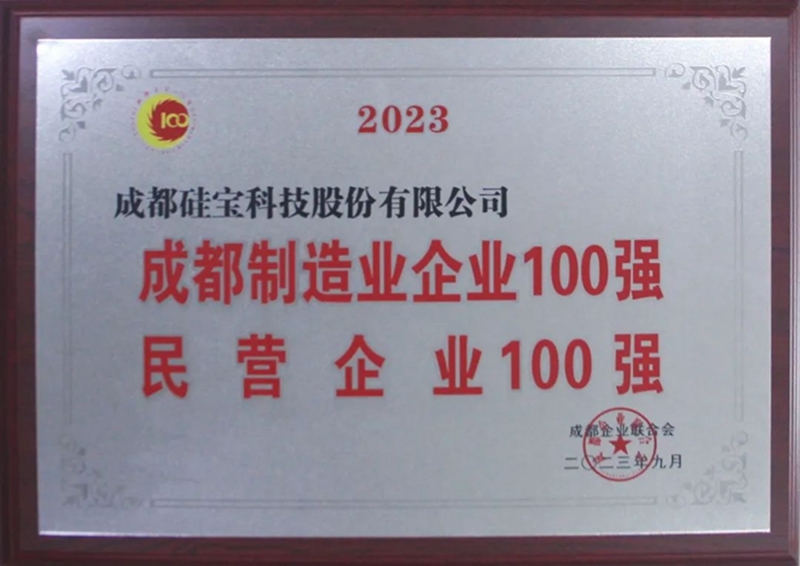 100
2023
成都硅宝科技股份有限公司
成都制造业企业100强
民营企业100强
成都企业联合会
二〇二三年九月